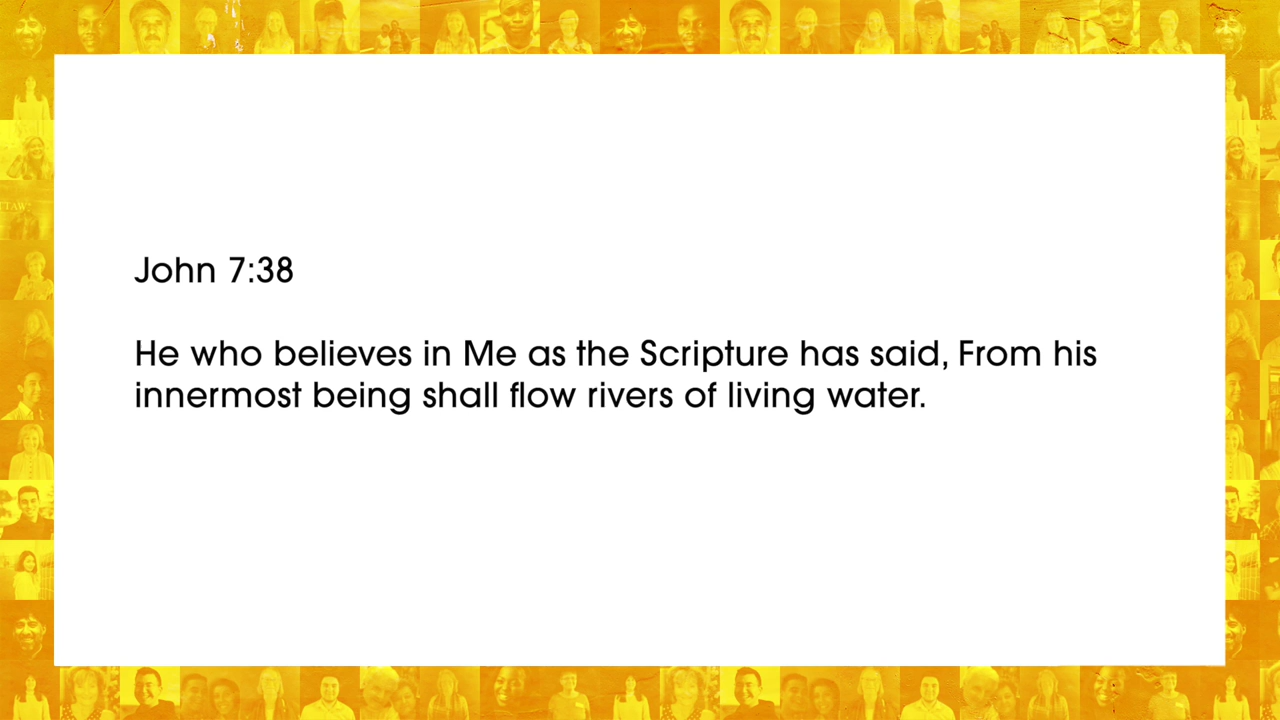 John 7:38
He who believes in Me as the Scripture has said, From his
innermost being shall flow rivers of living water.